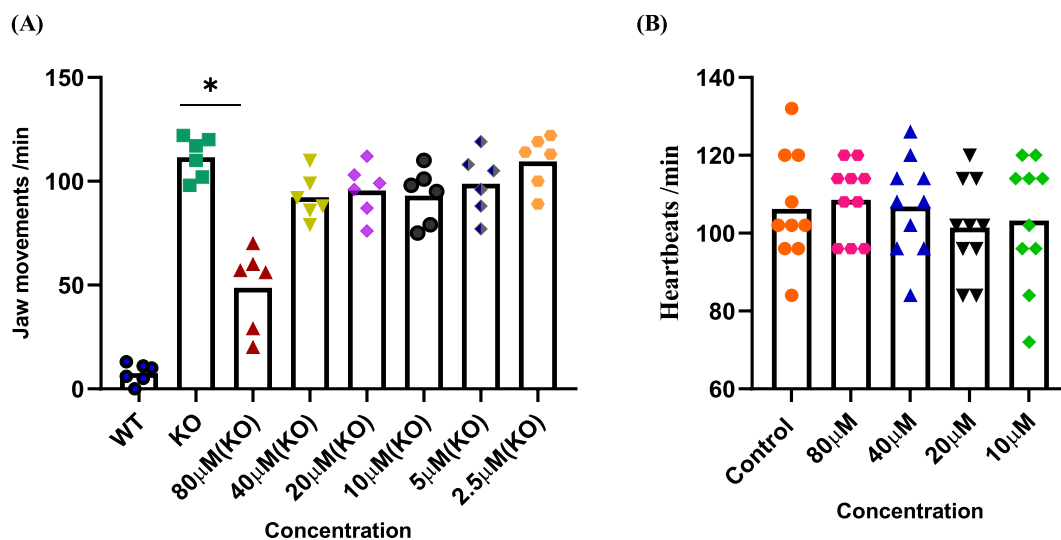 (A)
Jaw movements /min
150
100
50
0
*
WT
KO
80μM(KO)
40μM(KO)
20μM(KO)
10μM(KO)
5μM(KO)
2.5μM(KO)
Concentration
(B)
Heartbeats /min
140
120
100
80
60
Control
80μM
40μM
20μM
10μM
Concentration